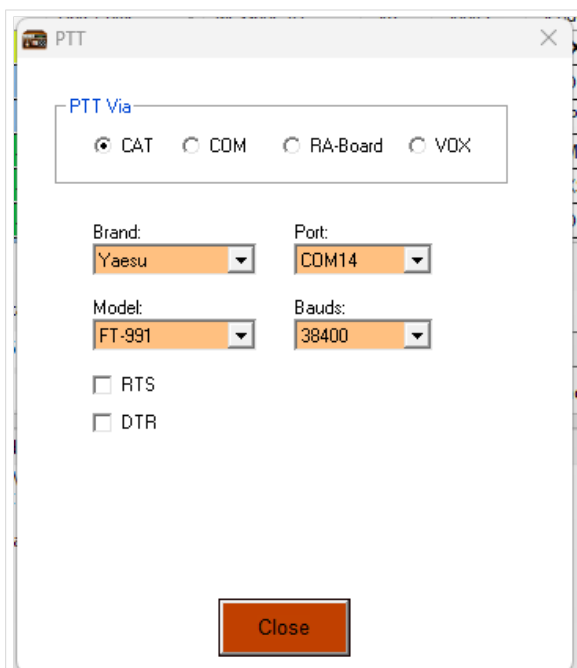 PTT
PTT Via
CAT COM RA-Board VOX
Brand: Port:
Yaesu COM14
Model: Bauds:
FT-991 38400
RTS
DTR
Close